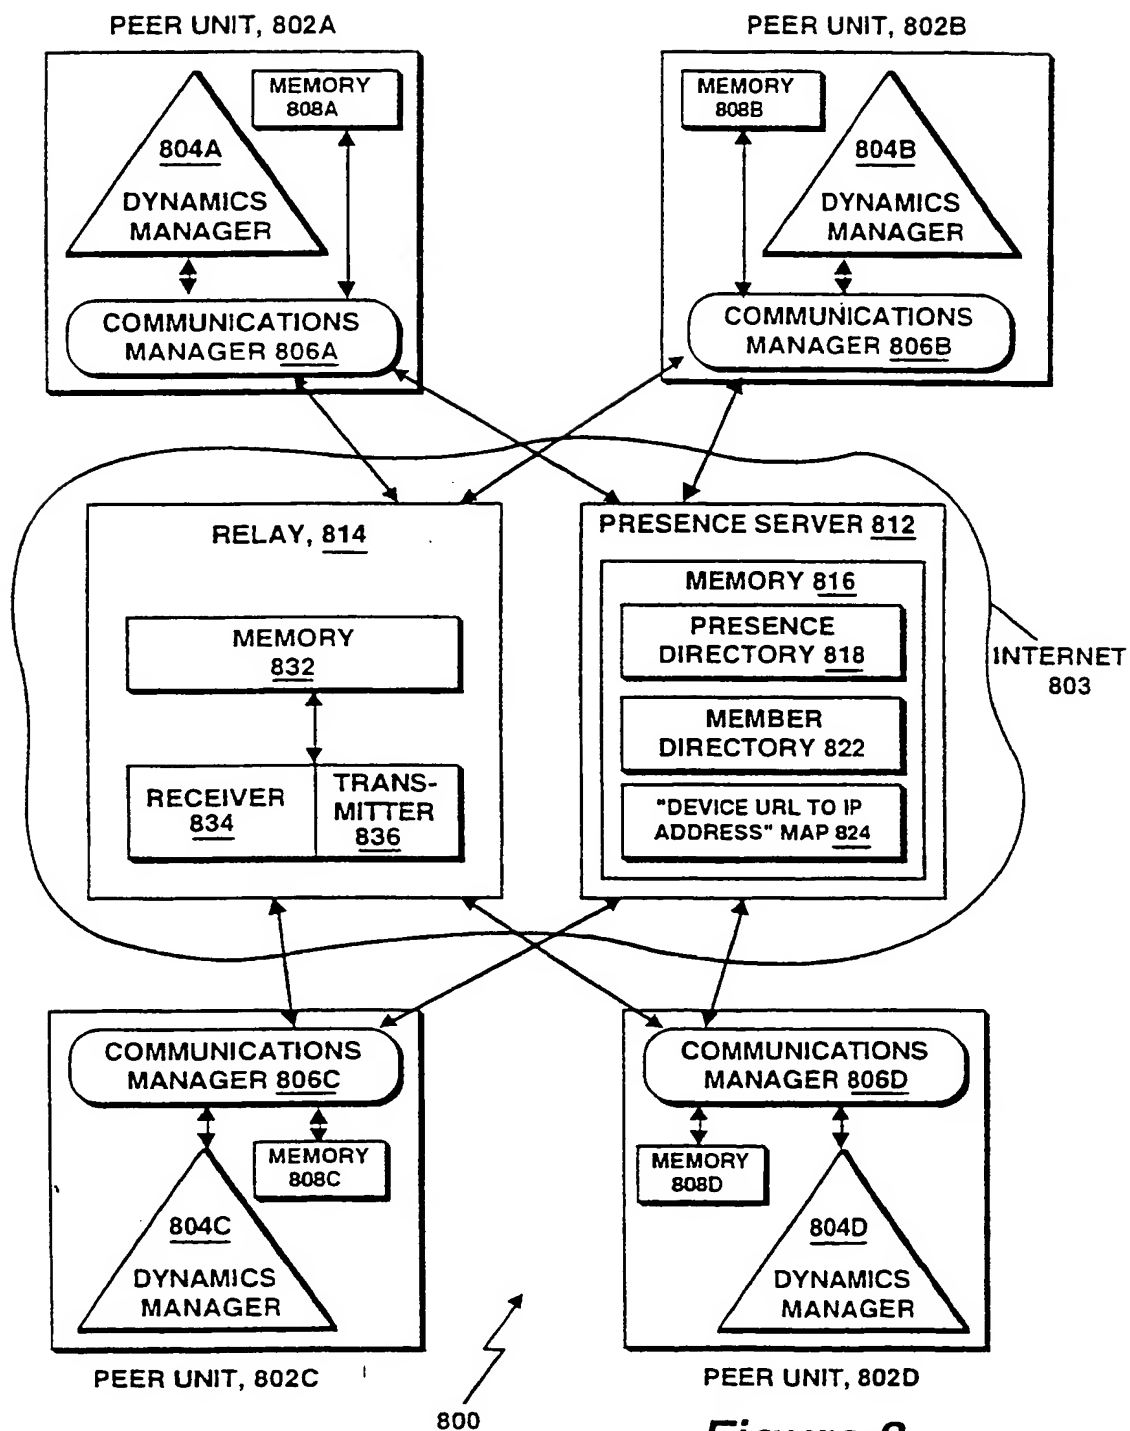 PEER UNIT, 802A
MEMORY
808A
804A
DYNAMICS
MANAGER
COMMUNICATIONS
MANAGER 806A
PEER UNIT, 802B
MEMORY
808B
804B
DYNAMICS
MANAGER
COMMUNICATIONS
MANAGER 806B
RELAY, 814
MEMORY
832
RECEIVER
834
TRANS-
MITTER
836
PRESENCE SERVER 812
MEMORY 816
PRESENCE
DIRECTORY 818
MEMBER
DIRECTORY 822
"DEVICE URL TO IP
ADDRESS" MAP 824
INTERNET
803
COMMUNICATIONS
MANAGER 806C
MEMORY
808C
804C
DYNAMICS
MANAGER
PEER UNIT, 802C
COMMUNICATIONS
MANAGER 806D
MEMORY
808D
804D
DYNAMICS
MANAGER
PEER UNIT, 802D
800